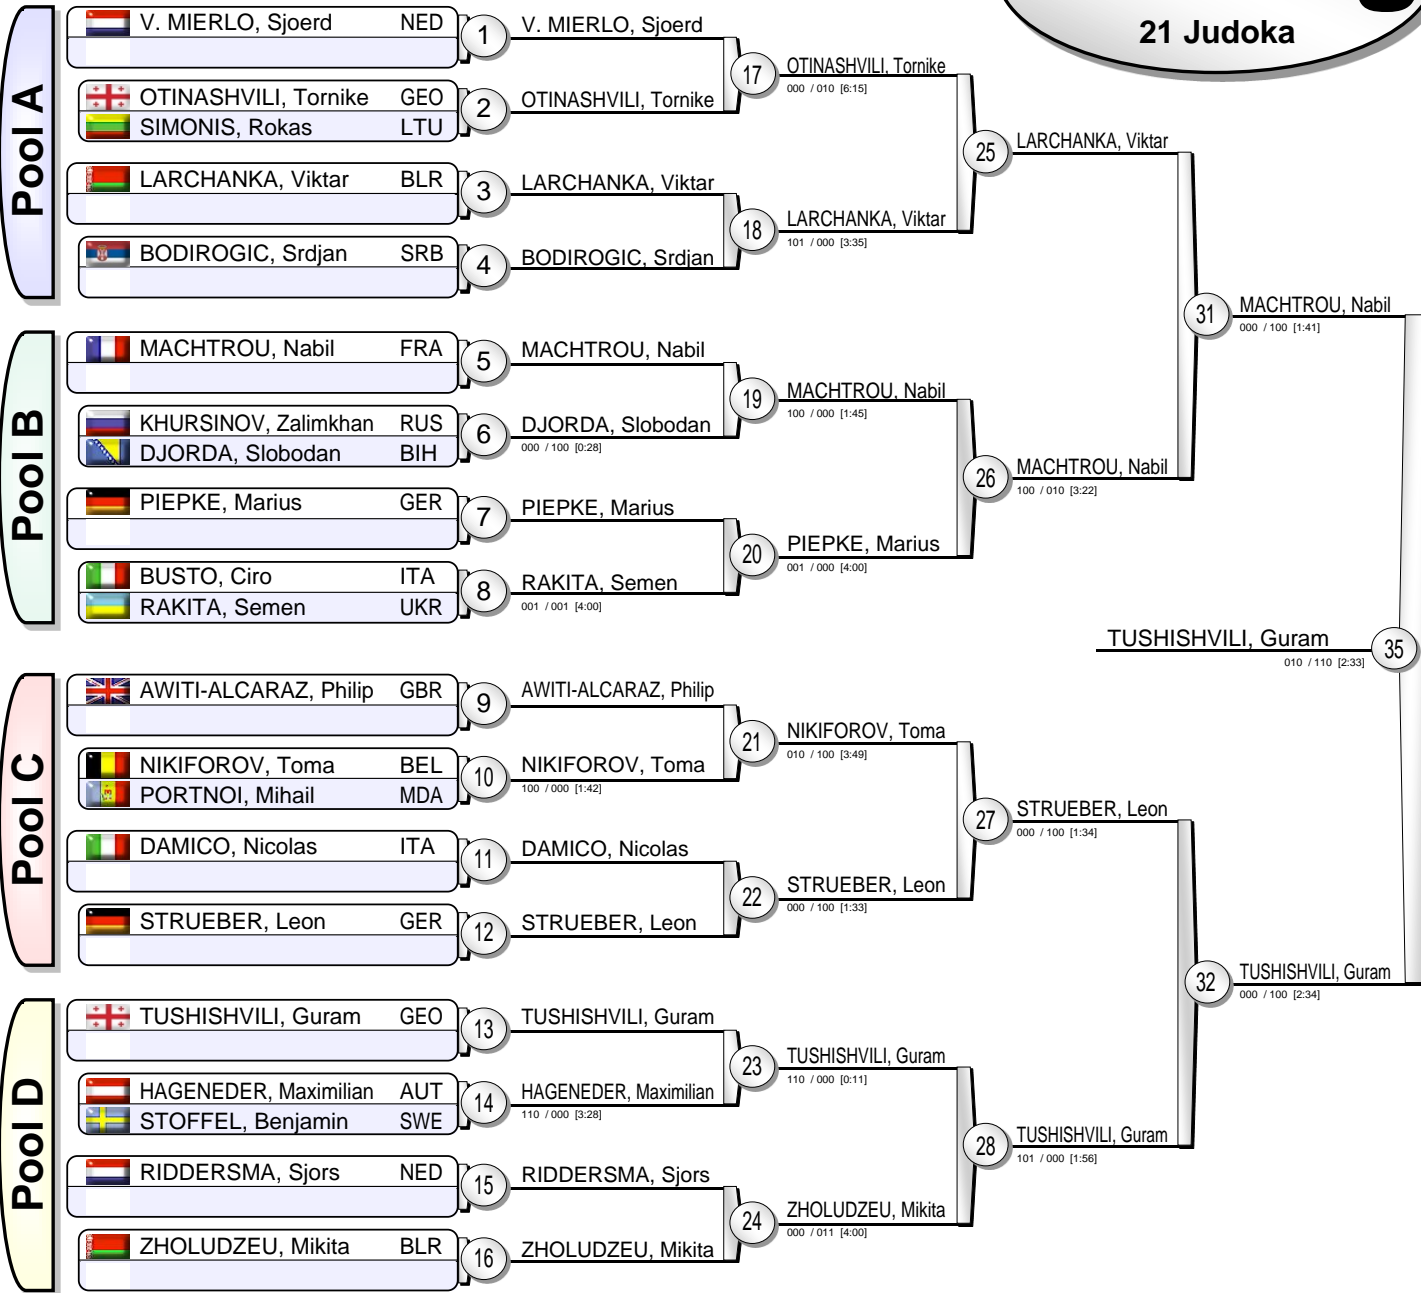 21 Judoka
Pool A
V. MIERLO, Sjoerd NED
1
V. MIERLO, Sjoerd
OTINASHVILI, Tornike GEO
SIMONIS, Rokas LTU
2
OTINASHVILI, Tornike
17
OTINASHVILI, Tornike
000 / 010 [6:15]
LARCHANKA, Viktar BLR
3
LARCHANKA, Viktar
BODIROGIC, Srdjan SRB
4
BODIROGIC, Srdjan
18
LARCHANKA, Viktar
101 / 000 [3:35]
25
LARCHANKA, Viktar
Pool B
MACHTROU, Nabil FRA
5
MACHTROU, Nabil
KHURSINOV, Zalimkhan RUS
DJORDA, Slobodan BIH
6
DJORDA, Slobodan
000 / 100 [0:28]
19
MACHTROU, Nabil
100 / 000 [1:45]
PIEPKE, Marius GER
7
PIEPKE, Marius
BUSTO, Ciro ITA
RAKITA, Semen UKR
8
RAKITA, Semen
001 / 001 [4:00]
20
PIEPKE, Marius
001 / 000 [4:00]
26
MACHTROU, Nabil
100 / 010 [3:22]
31
MACHTROU, Nabil
000 / 100 [1:41]
TUSHISHVILI, Guram
010 / 110 [2:33]
35
Pool C
AWITI-ALCARAZ, Philip GBR
9
AWITI-ALCARAZ, Philip
NIKIFOROV, Toma BEL
PORTNOI, Mihail MDA
10
NIKIFOROV, Toma
100 / 000 [1:42]
21
NIKIFOROV, Toma
010 / 100 [3:49]
DAMICO, Nicolas ITA
11
DAMICO, Nicolas
STRUEBER, Leon GER
12
STRUEBER, Leon
22
STRUEBER, Leon
000 / 100 [1:33]
27
STRUEBER, Leon
000 / 100 [1:34]
Pool D
TUSHISHVILI, Guram GEO
13
TUSHISHVILI, Guram
HAGENEDER, Maximilian AUT
STOFFEL, Benjamin SWE
14
HAGENEDER, Maximilian
110 / 000 [3:28]
23
TUSHISHVILI, Guram
110 / 000 [0:11]
RIDDERSMA, Sjors NED
15
RIDDERSMA, Sjors
ZHOLUDZEU, Mikita BLR
16
ZHOLUDZEU, Mikita
24
ZHOLUDZEU, Mikita
000 / 011 [4:00]
28
TUSHISHVILI, Guram
101 / 000 [1:56]
32
TUSHISHVILI, Guram
000 / 100 [2:34]